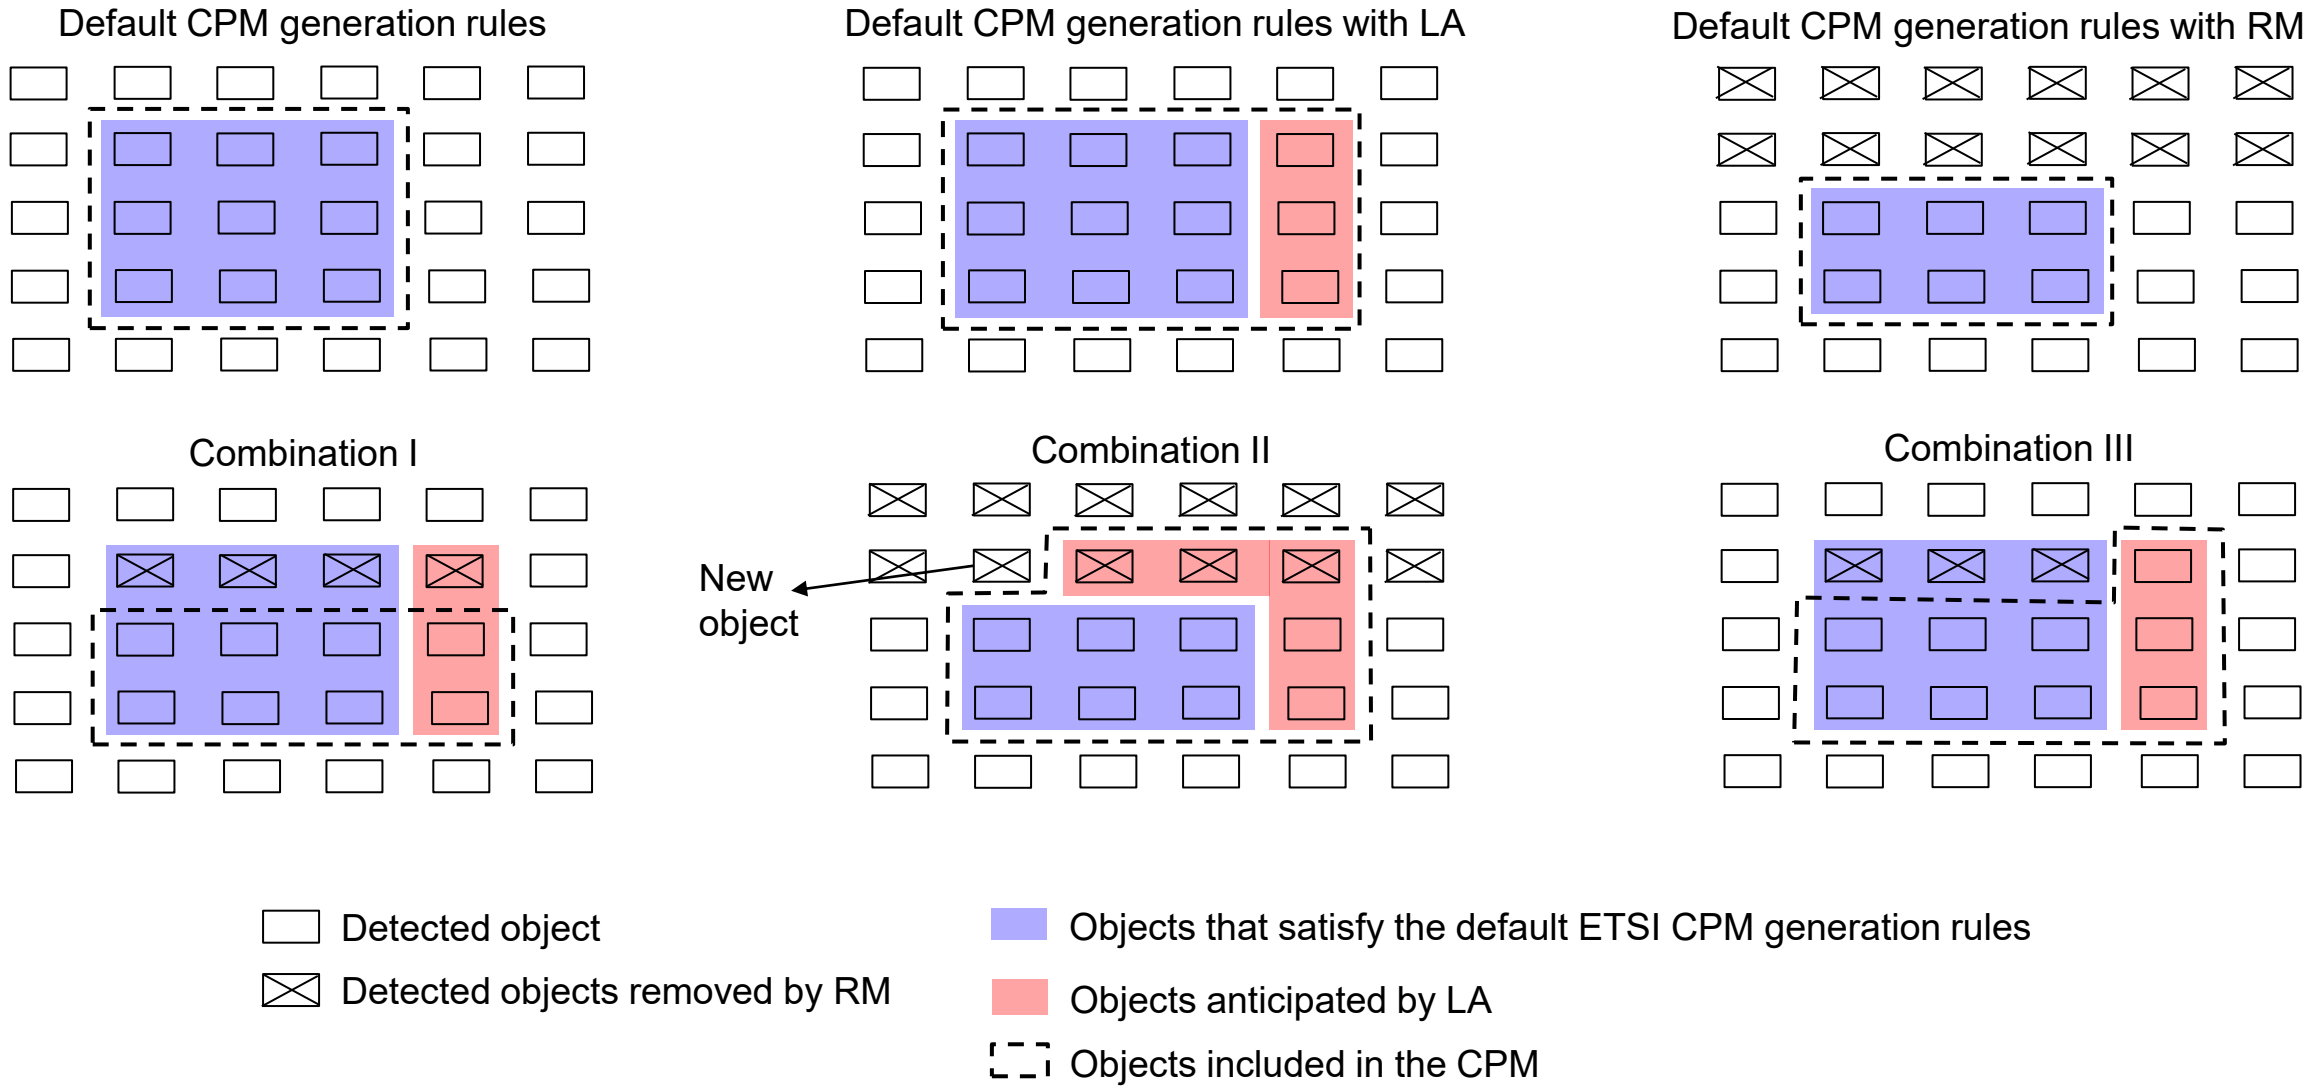 Default CPM generation rules
Default CPM generation rules with LA
Default CPM generation rules with RM
Combination I
Combination II
Combination III
New
object
Detected object
Detected objects removed by RM
Objects that satisfy the default ETSI CPM generation rules
Objects anticipated by LA
Objects included in the CPM